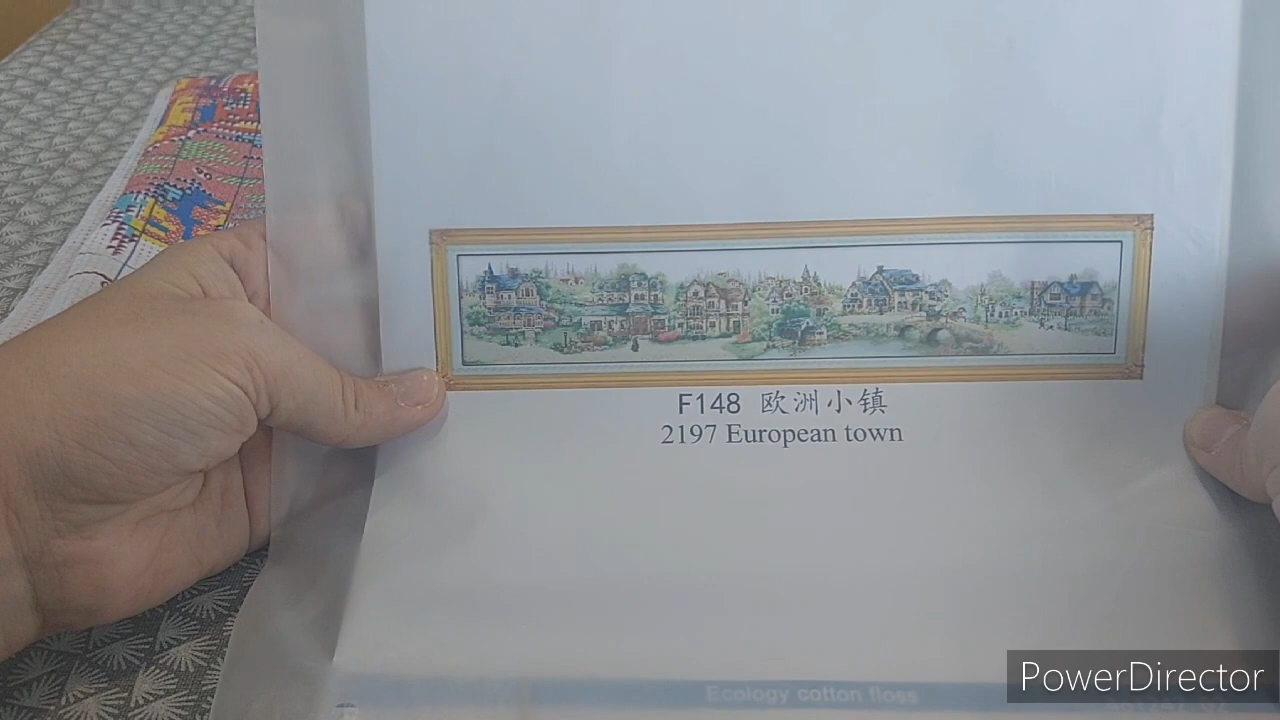 F148 欧洲小镇
2197 European town
Ecology cotton floss
PowerDirector